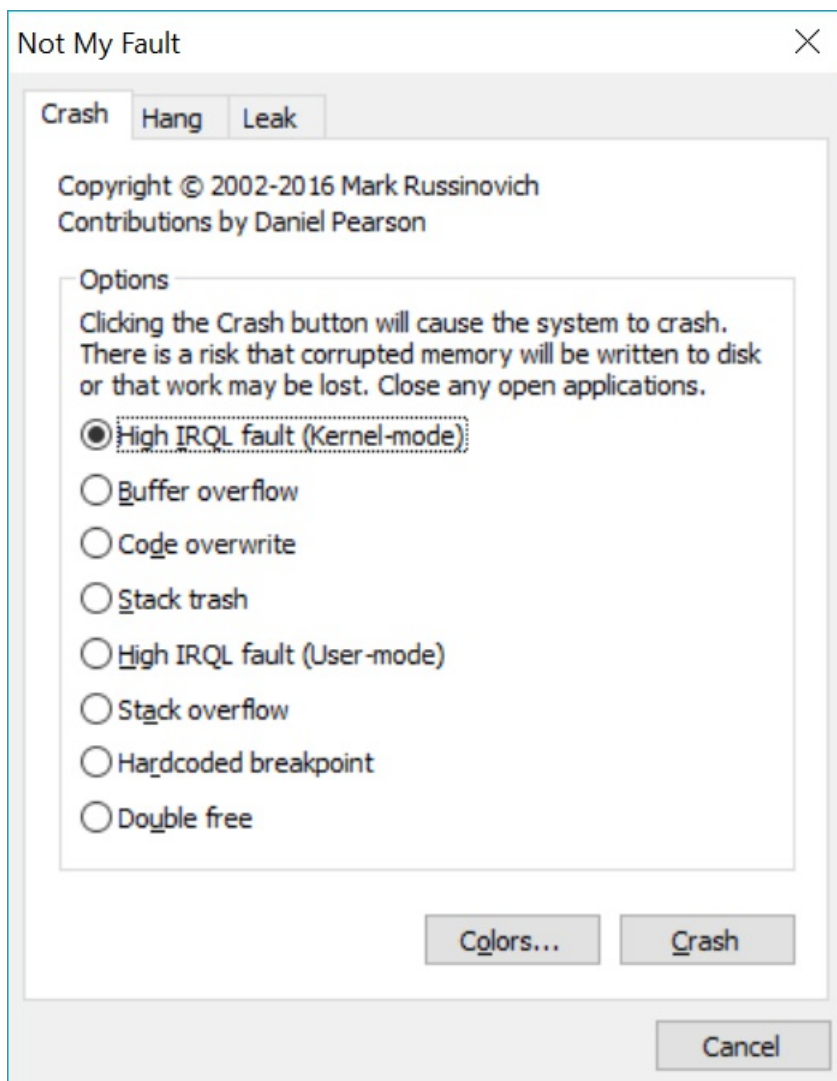 Not My Fault
Crash
Hang
Leak
Copyright © 2002-2016 Mark Russinovich
Contributions by Daniel Pearson
Options
Clicking the Crash button will cause the system to crash.
There is a risk that corrupted memory will be written to disk
or that work may be lost. Close any open applications.
High IRQL fault (Kernel-mode)
Buffer overflow
Code overwrite
Stack trash
High IRQL fault (User-mode)
Stack overflow
Hardcoded breakpoint
Double free
Colors...
Crash
Cancel